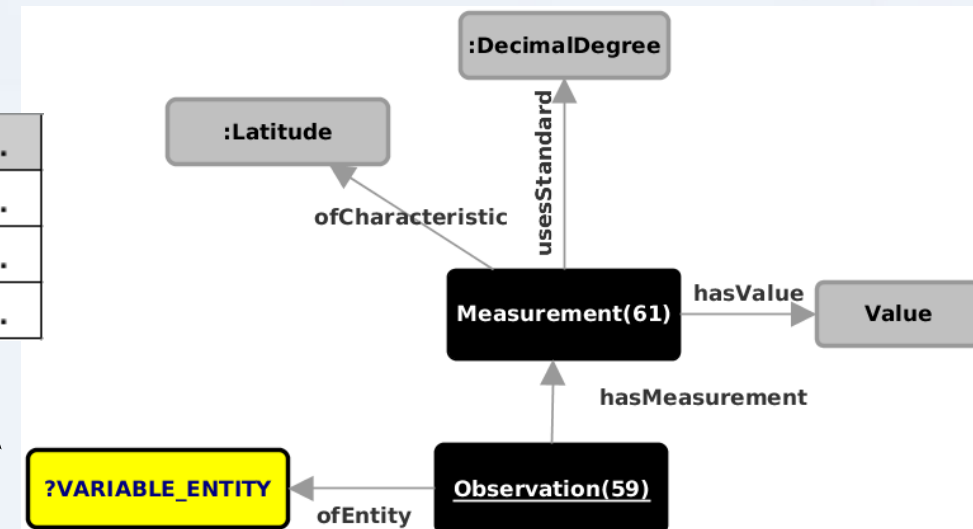 :DecimalDegree
:Latitude
usesStandard
ofCharacteristic
hasValue
Measurement(61)
Value
hasMeasurement
?VARIABLE_ENTITY
Observation(59)
ofEntity